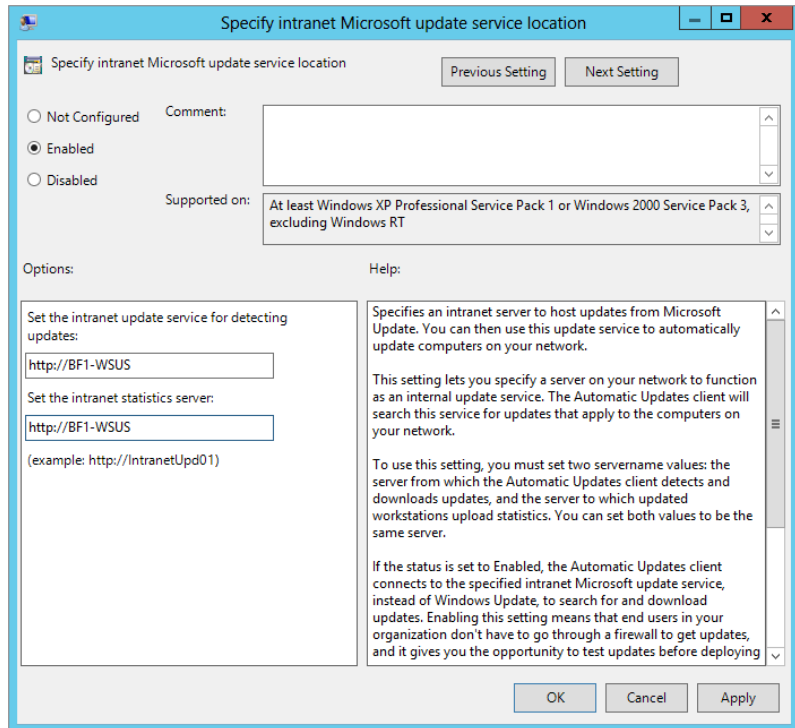 Specify intranet Microsoft update service location
Specify intranet Microsoft update service location
Previous Setting
Next Setting
Not Configured
Enabled
Disabled
Comment:
Supported on:
At least Windows XP Professional Service Pack 1 or Windows 2000 Service Pack 3,
excluding Windows RT
Options:
Help:
Set the intranet update service for detecting
updates:
http://BF1-WSUS
Set the intranet statistics server:
http://BF1-WSUS
(example: http://IntranetUpd01)
Specifies an intranet server to host updates from Microsoft
Update. You can then use this update service to automatically
update computers on your network.
This setting lets you specify a server on your network to function
as an internal update service. The Automatic Updates client will
search this service for updates that apply to the computers on
your network.
To use this setting, you must set two servername values: the
server from which the Automatic Updates client detects and
downloads updates, and the server to which updated
workstations upload statistics. You can set both values to be the
same server.
If the status is set to Enabled, the Automatic Updates client
connects to the specified intranet Microsoft update service,
instead of Windows Update, to search for and download
updates. Enabling this setting means that end users in your
organization don't have to go through a firewall to get updates,
and it gives you the opportunity to test updates before deploying
OK
Cancel
Apply